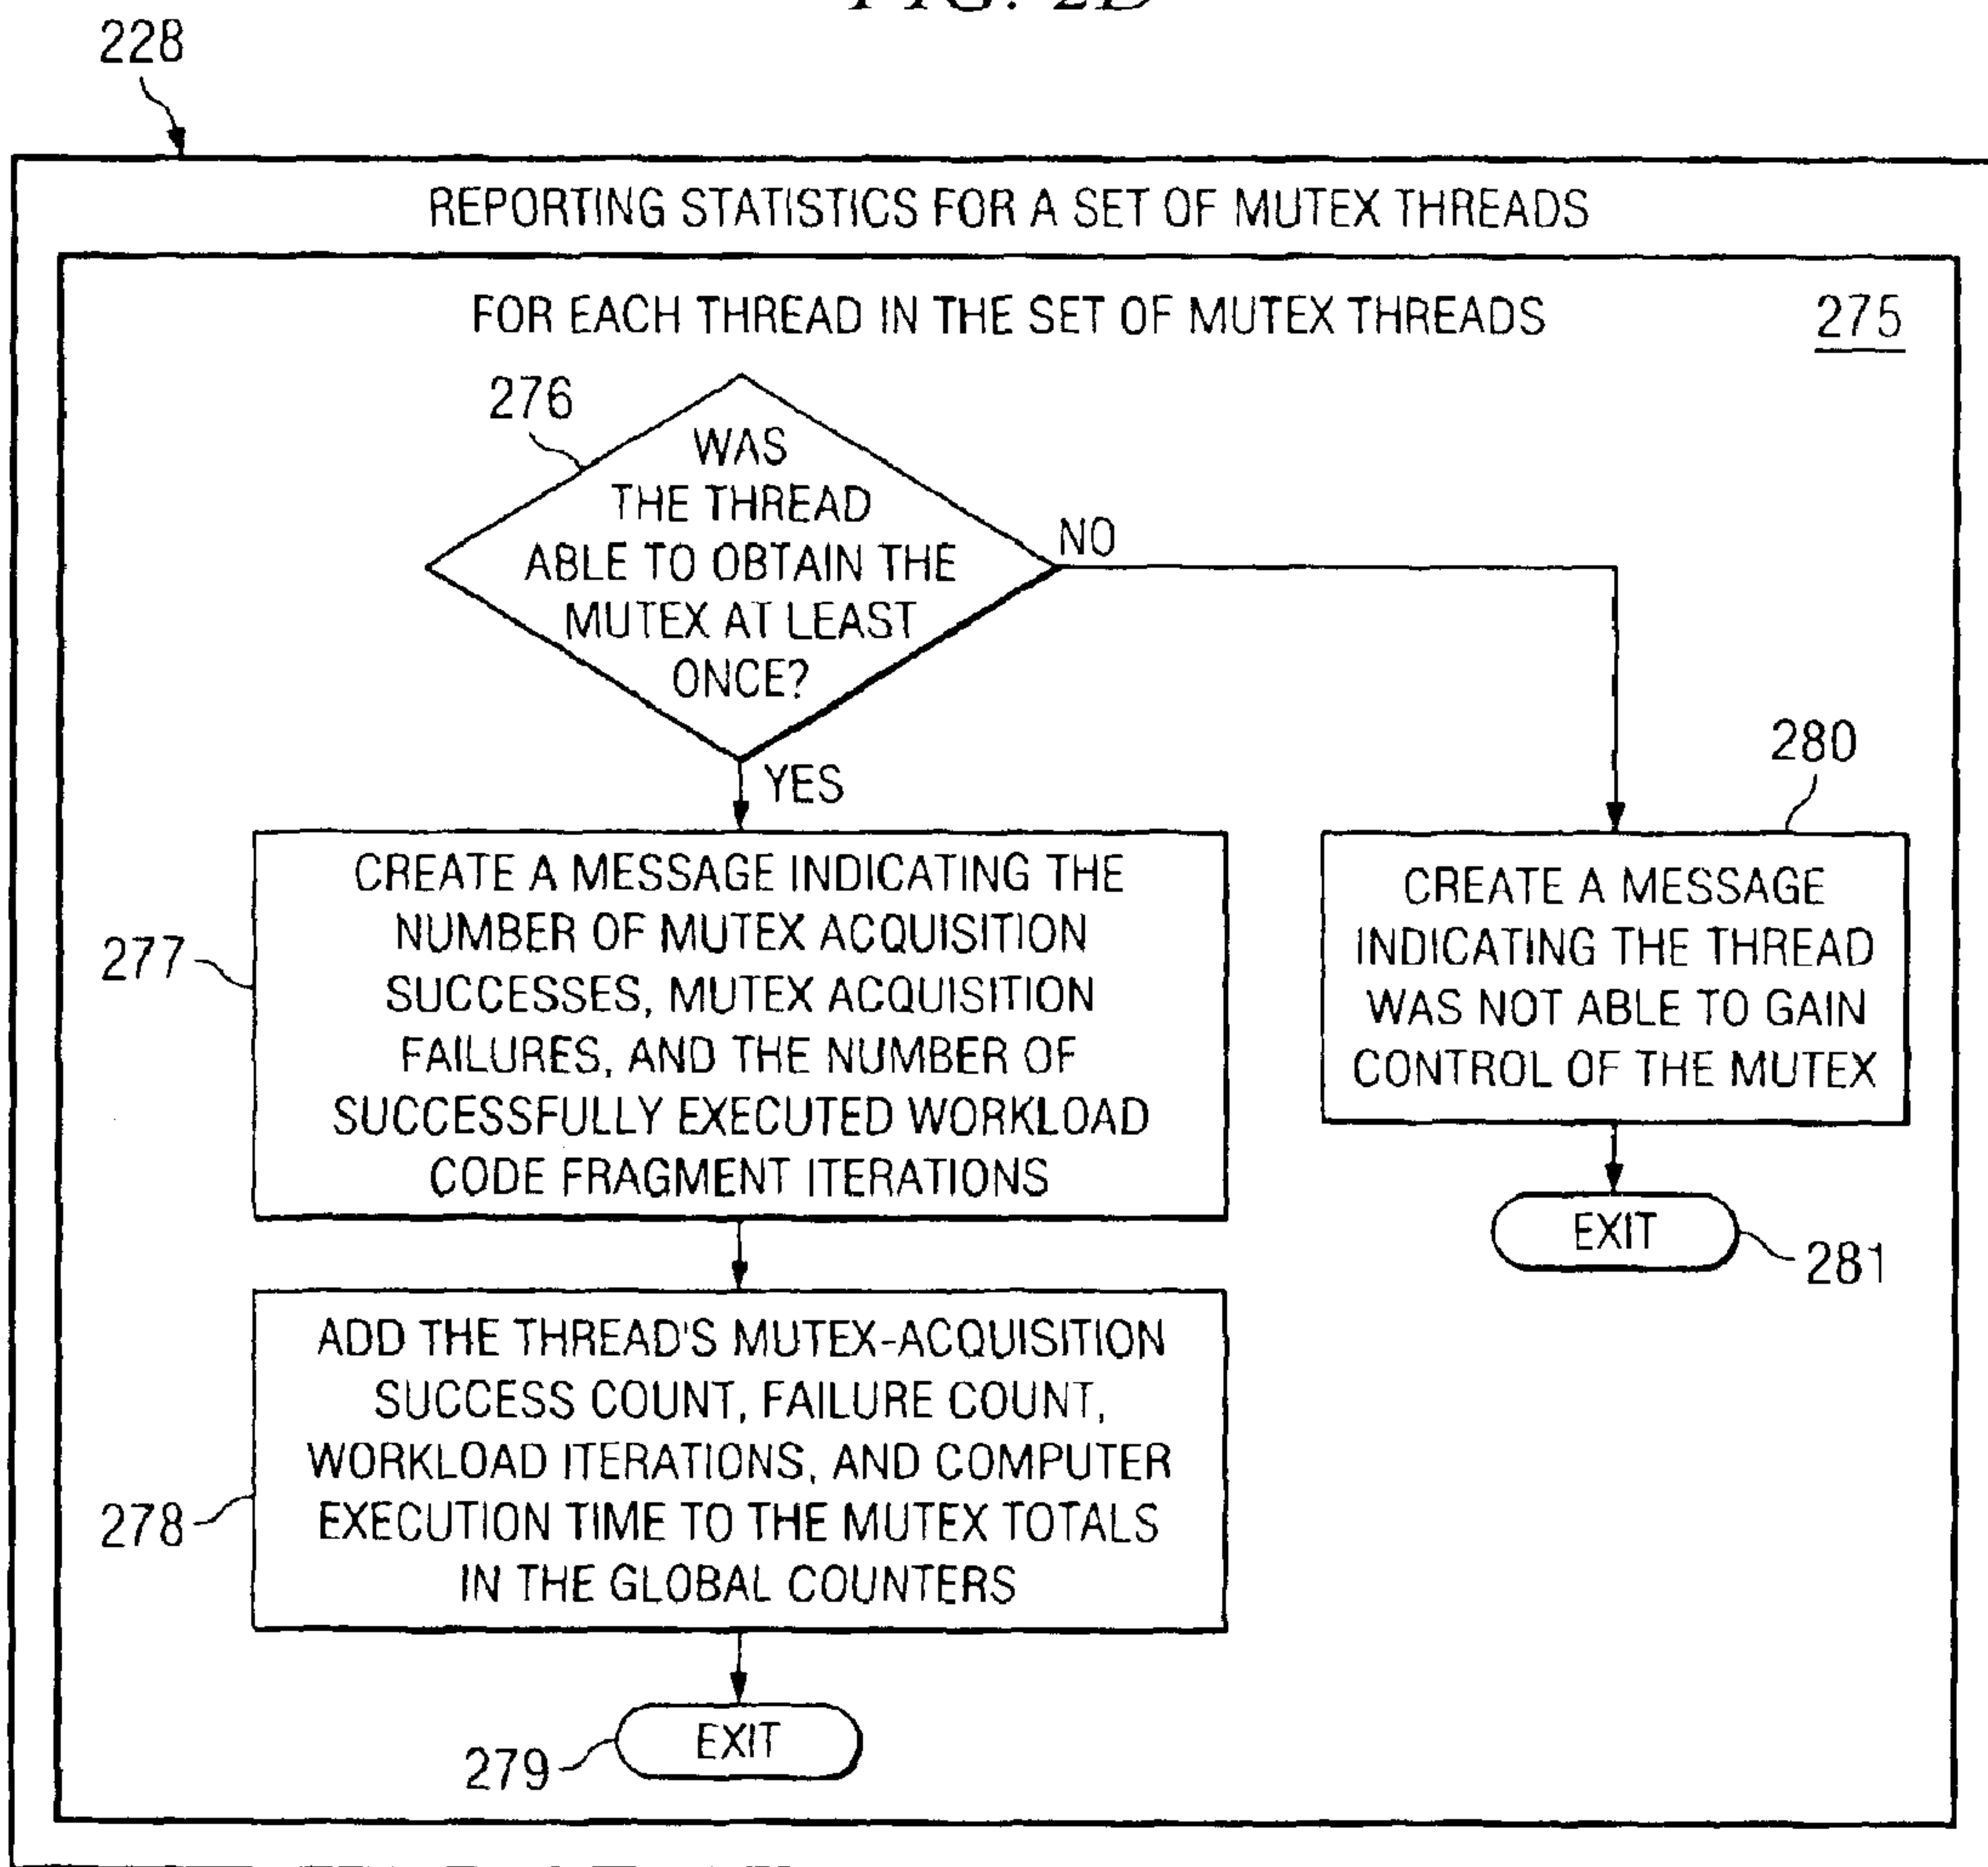 FIG. 2D
228
REPORTING STATISTICS FOR A SET OF MUTEX THREADS
FOR EACH THREAD IN THE SET OF MUTEX THREADS
275
276
WAS
THE THREAD
ABLE TO OBTAIN THE
MUTEX AT LEAST
ONCE?
NO
YES
280
277
CREATE A MESSAGE INDICATING THE
NUMBER OF MUTEX ACQUISITION
SUCCESSES, MUTEX ACQUISITION
FAILURES, AND THE NUMBER OF
SUCCESSFULLY EXECUTED WORKLOAD
CODE FRAGMENT ITERATIONS
CREATE A MESSAGE
INDICATING THE THREAD
WAS NOT ABLE TO GAIN
CONTROL OF THE MUTEX
EXIT
281
278
ADD THE THREAD'S MUTEX-ACQUISITION
SUCCESS COUNT, FAILURE COUNT,
WORKLOAD ITERATIONS, AND COMPUTER
EXECUTION TIME TO THE MUTEX TOTALS
IN THE GLOBAL COUNTERS
EXIT
279